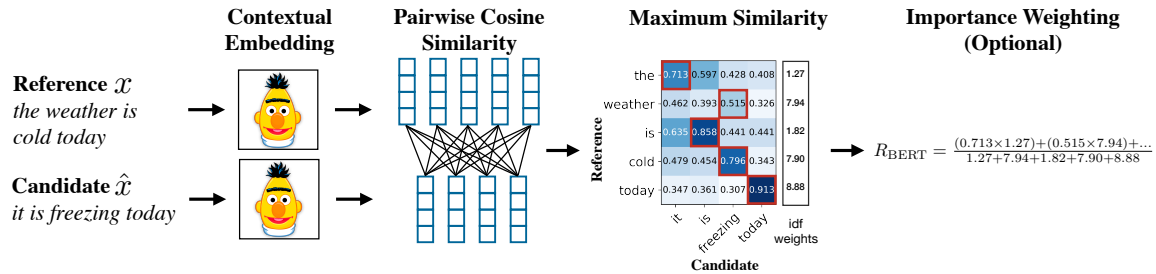 Contextual
Embedding
Pairwise Cosine
Similarity
Maximum Similarity
Importance Weighting
(Optional)
Reference x
the weather is
cold today
Candidate x̂
it is freezing today
Reference
the 0.713 0.597 0.428 0.408 1.27
weather 0.462 0.393 0.515 0.326 7.94
is 0.635 0.858 0.441 0.441 1.82
cold 0.479 0.454 0.796 0.343 7.90
today 0.347 0.361 0.307 0.913 8.88
it is freezing today
idf
weights
Candidate
R_BERT = (0.713×1.27)+(0.515×7.94)+...
1.27+7.94+1.82+7.90+8.88